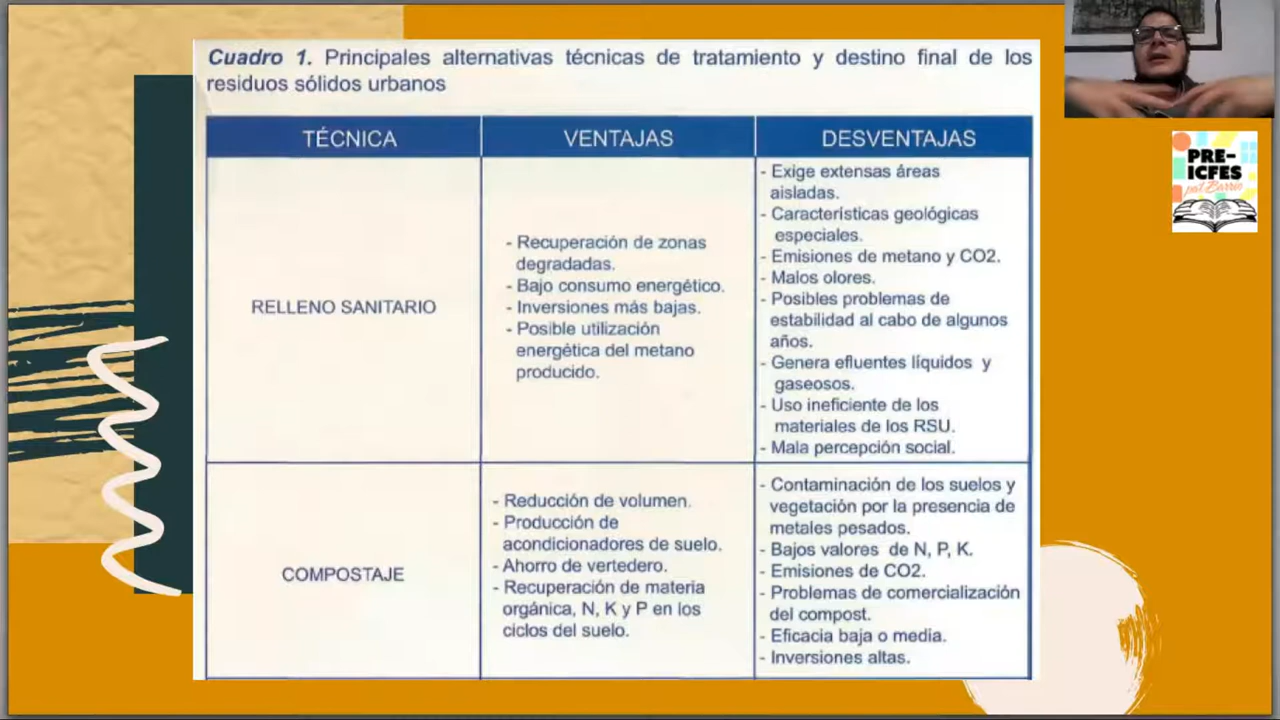 Cuadro 1. Principales alternativas técnicas de tratamiento y destino final de los
residuos sólidos urbanos
TÉCNICA
VENTAJAS
DESVENTAJAS
RELLENO SANITARIO
- Recuperación de zonas
degradadas.
- Bajo consumo energético.
- Inversiones más bajas.
- Posible utilización
energética del metano
producido.
- Exige extensas áreas
aisladas.
- Características geológicas
especiales.
- Emisiones de metano y CO2.
- Malos olores.
- Posibles problemas de
estabilidad al cabo de algunos
años.
- Genera efluentes líquidos y
gaseosos.
- Uso ineficiente de los
materiales de los RSU.
- Mala percepción social.
COMPOSTAJE
- Reducción de volumen.
- Producción de
acondicionadores de suelo.
- Ahorro de vertedero.
- Recuperación de materia
orgánica, N, K y P en los
ciclos del suelo.
- Contaminación de los suelos y
vegetación por la presencia de
metales pesados.
- Bajos valores de N, P, K.
- Emisiones de CO2.
- Problemas de comercialización
del compost.
- Eficacia baja o media.
- Inversiones altas.
PRE-
ICFES
pa'l Barrio